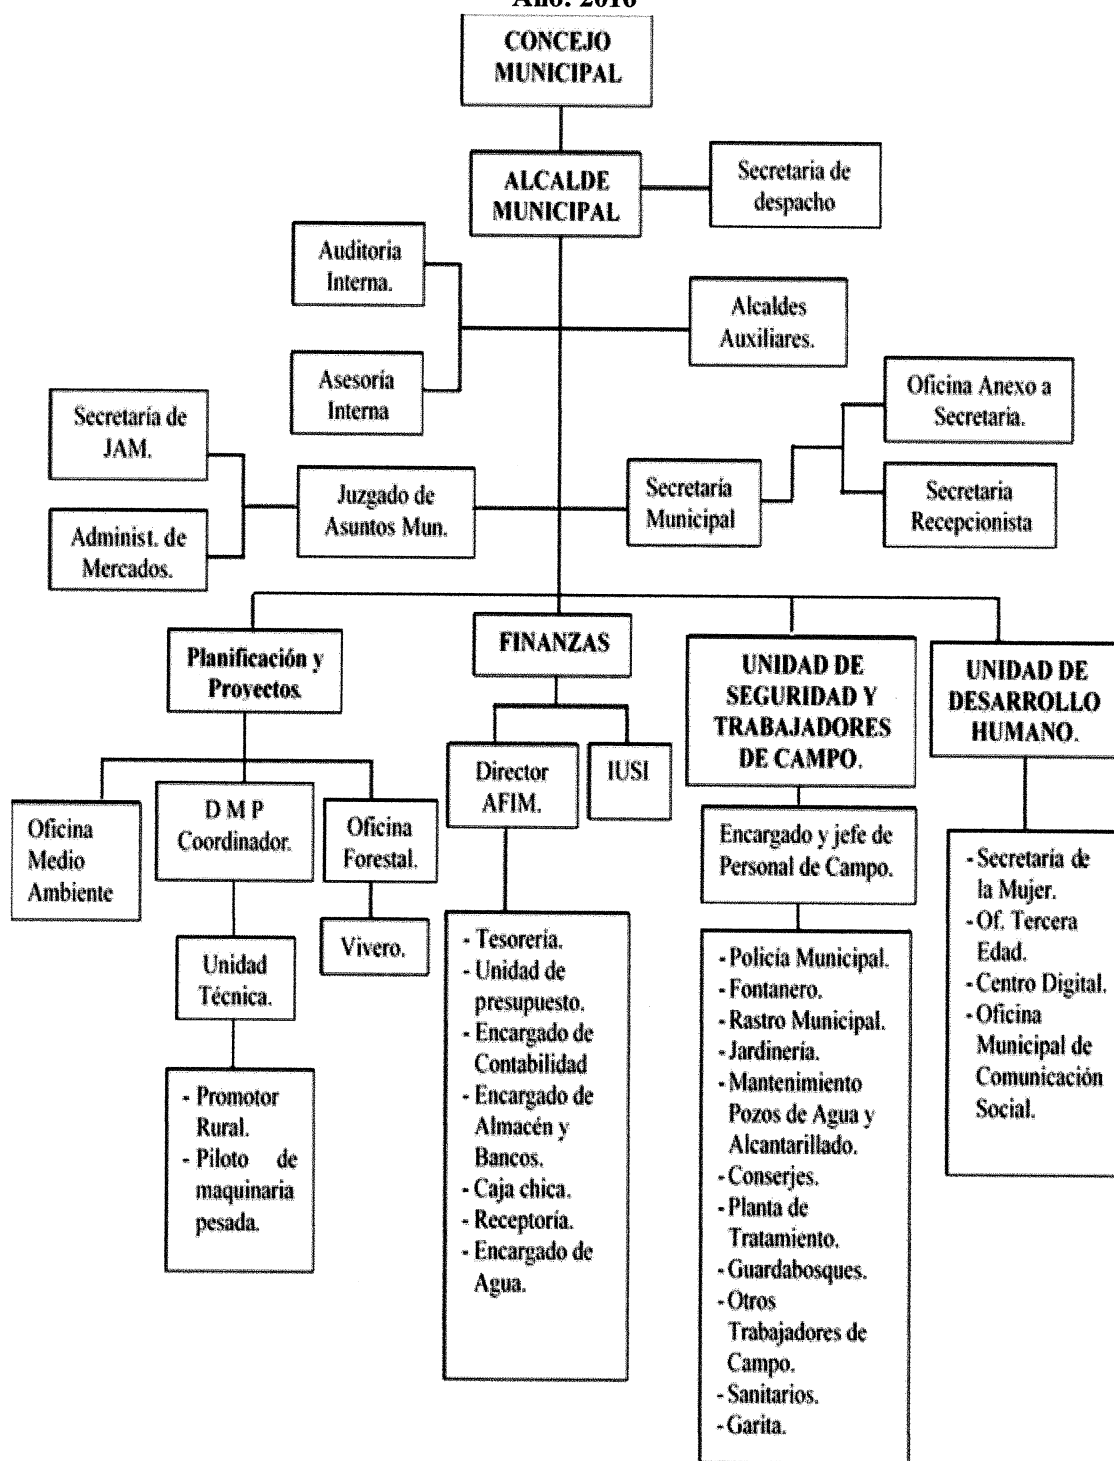 Año: 2016
CONCEJO
MUNICIPAL
ALCALDE
MUNICIPAL
Secretaria de
despacho
Auditoria
Interna.
Alcaldes
Auxiliares.
Asesoría
Interna
Oficina Anexo a
Secretaria.
Secretaría de
JAM.
Juzgado de
Asuntos Mun.
Secretaría
Municipal
Secretaria
Recepcionista
Administ. de
Mercados.
Planificación y
Proyectos.
FINANZAS
UNIDAD DE
SEGURIDAD Y
TRABAJADORES
DE CAMPO.
UNIDAD DE
DESARROLLO
HUMANO.
Oficina
Medio
Ambiente
D M P
Coordinador.
Oficina
Forestal.
Director
AFIM.
IUSI
Encargado y jefe de
Personal de Campo.
Unidad
Técnica.
Vivero.
- Promotor
Rural.
- Piloto de
maquinaria
pesada.
- Tesorería.
- Unidad de
presupuesto.
- Encargado de
Contabilidad
- Encargado de
Almacén y
Bancos.
- Caja chica.
- Receptoría.
- Encargado de
Agua.
- Policía Municipal.
- Fontanero.
- Rastro Municipal.
- Jardinería.
- Mantenimiento
Pozos de Agua y
Alcantarillado.
- Conserjes.
- Planta de
Tratamiento.
- Guardabosques.
- Otros
Trabajadores de
Campo.
- Sanitarios.
- Garita.
- Secretaría de
la Mujer.
- Of. Tercera
Edad.
- Centro Digital.
- Oficina
Municipal de
Comunicación
Social.